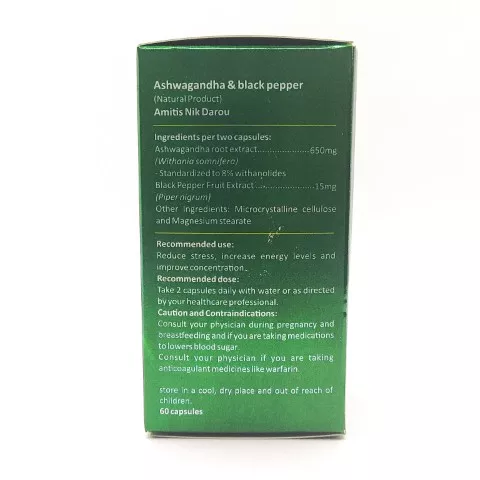 Ashwagandha & black pepper
(Natural Product)
Amitis Nik Darou
Ingredients per two capsules:
Ashwagandha root extract..................650mg
(Withania somnifera)
- Standardized to 8% withanolides
Black Pepper Fruit Extract....................15mg
(Piper nigrum)
Other Ingredients: Microcrystalline cellulose
and Magnesium stearate
Recommended use:
Reduce stress, increase energy levels and
improve concentration.
Recommended dose:
Take 2 capsules daily with water or as directed
by your healthcare professional.
Caution and Contraindications:
Consult your physician during pregnancy and
breastfeeding and if you are taking medications
to lowers blood sugar.
Consult your physician if you are taking
anticoagulant medicines like warfarin.
store in a cool, dry place and out of reach of
children.
60 capsules